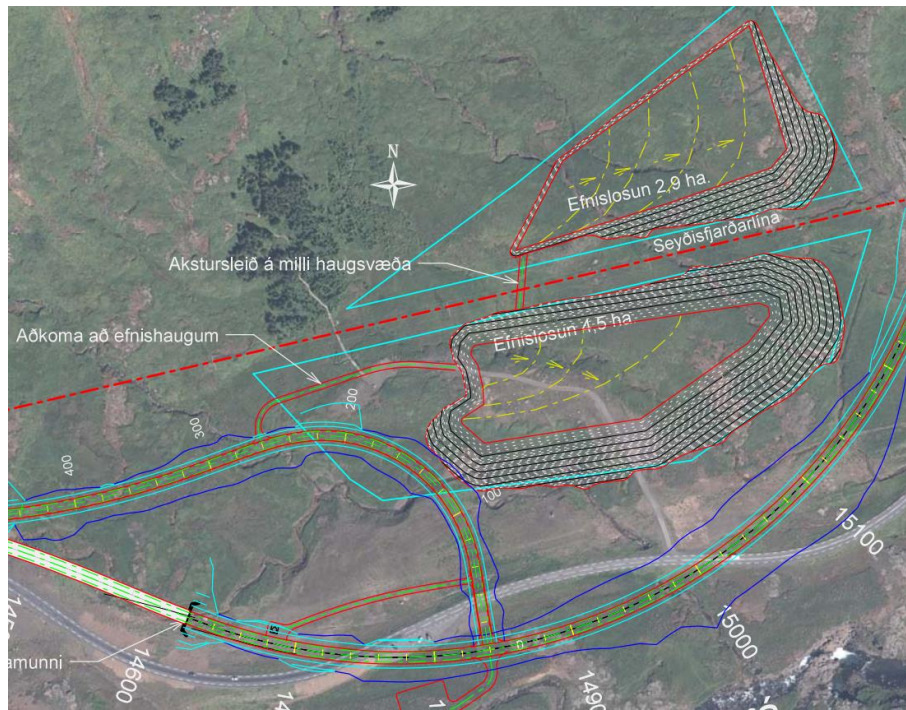 N
Efnislosun 2,9 ha.
Seyðisfjarðarlína
Akstursleið á milli haugsvæða
Efnislosun 4,5 ha.
Aðkoma að efnishaugum
200
300
400
100
15100
15000
0
14600
amunni